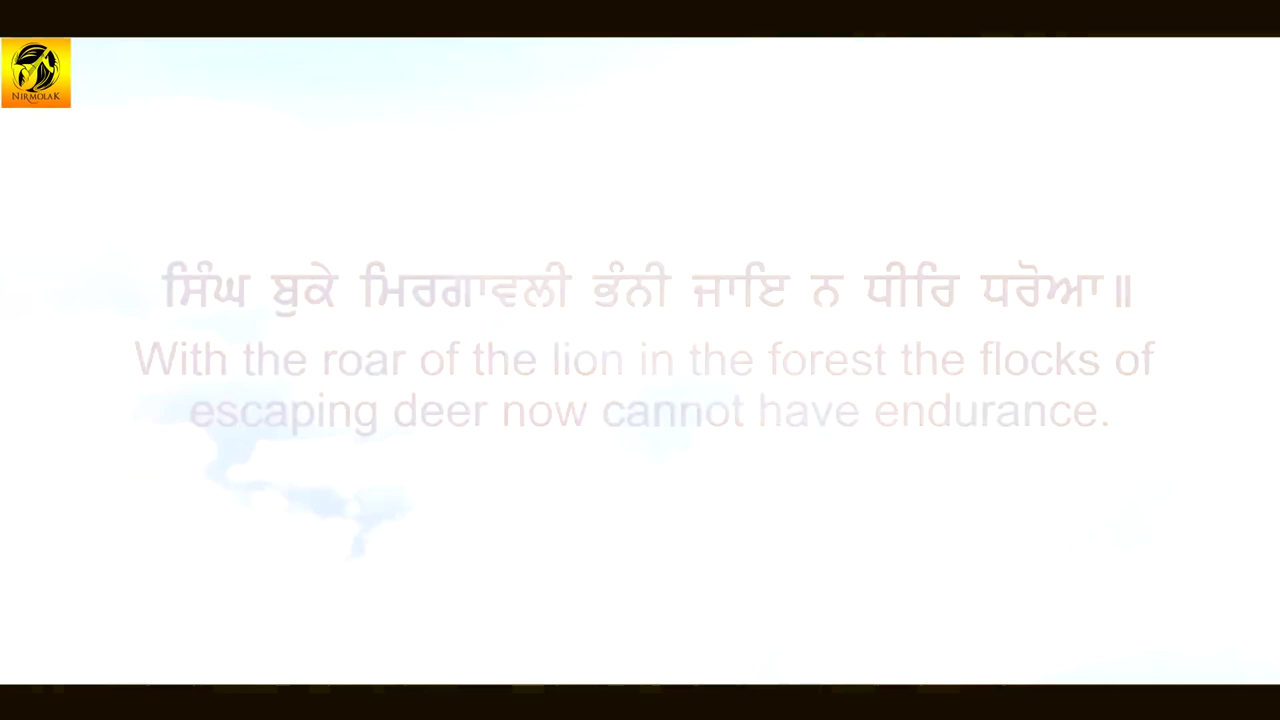 NIRMOLAK
ਸਿੰਘ ਬੁਕੇ ਮਿਰਗਾਵਲੀ ਭੰਨੀ ਜਾਇ ਨ ਧੀਰਿ ਧਰੋਆ॥
With the roar of the lion in the forest the flocks of
escaping deer now cannot have endurance.